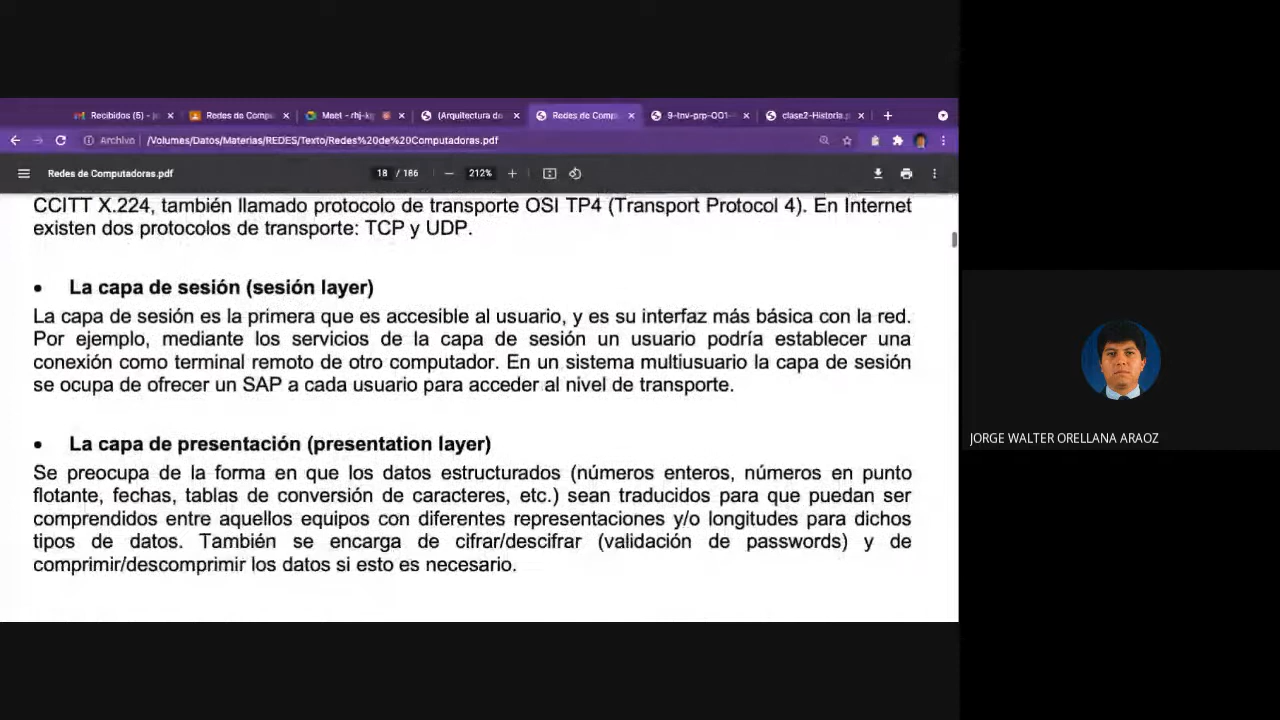 Recibidos (5) - j
Redes de Compu
Meet - rhj-kq
(Arquitectura de
Redes de Comp
9-tnv-prp-001-
clase2-Historia.p
Archivo /Volumes/Datos/Materias/REDES/Texto/Redes%20de%20Computadoras.pdf
Redes de Computadoras.pdf
18 / 166
212%
CCITT X.224, también llamado protocolo de transporte OSI TP4 (Transport Protocol 4). En Internet
existen dos protocolos de transporte: TCP y UDP.
• La capa de sesión (sesión layer)
La capa de sesión es la primera que es accesible al usuario, y es su interfaz más básica con la red.
Por ejemplo, mediante los servicios de la capa de sesión un usuario podría establecer una
conexión como terminal remoto de otro computador. En un sistema multiusuario la capa de sesión
se ocupa de ofrecer un SAP a cada usuario para acceder al nivel de transporte.
• La capa de presentación (presentation layer)
Se preocupa de la forma en que los datos estructurados (números enteros, números en punto
flotante, fechas, tablas de conversión de caracteres, etc.) sean traducidos para que puedan ser
comprendidos entre aquellos equipos con diferentes representaciones y/o longitudes para dichos
tipos de datos. También se encarga de cifrar/descifrar (validación de passwords) y de
comprimir/descomprimir los datos si esto es necesario.
JORGE WALTER ORELLANA ARAOZ